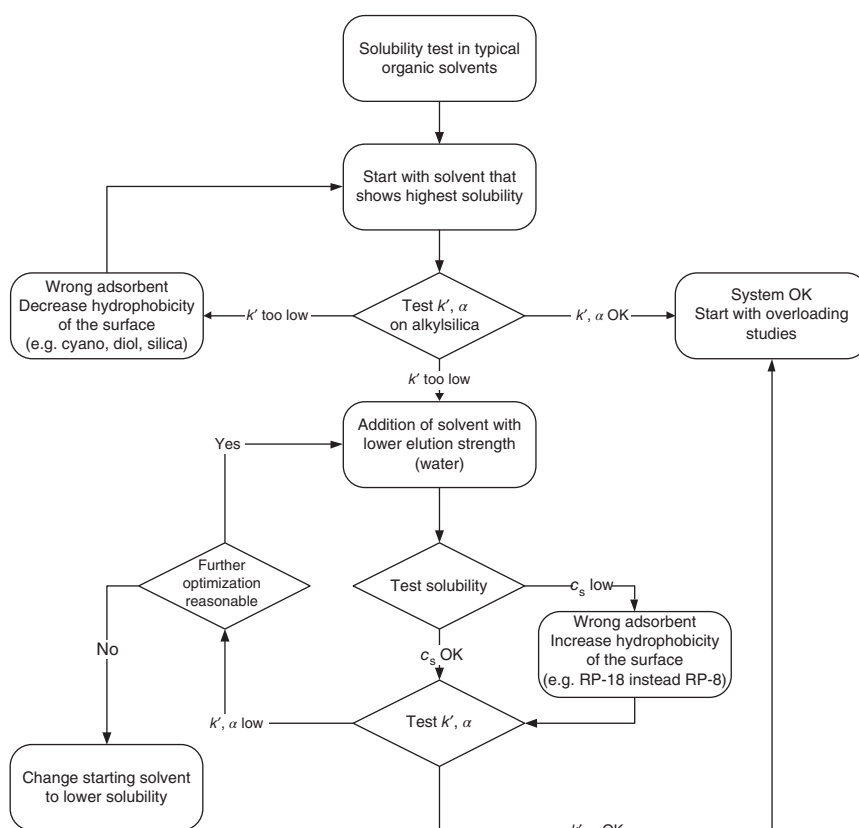 Solubility test in typical
organic solvents
Start with solvent that
shows highest solubility
Wrong adsorbent
Decrease hydrophobicity
of the surface
(e.g. cyano, diol, silica)
k′ too low
Test k′, α
on alkylsilica
k′, α OK
System OK
Start with overloading
studies
k′ too low
Addition of solvent with
lower elution strength
(water)
Yes
Further
optimization
reasonable
Test solubility
cs low
Wrong adsorbent
Increase hydrophobicity
of the surface
(e.g. RP-18 instead RP-8)
No
cs OK
k′, α low
Test k′, α
Change starting solvent
to lower solubility
OK